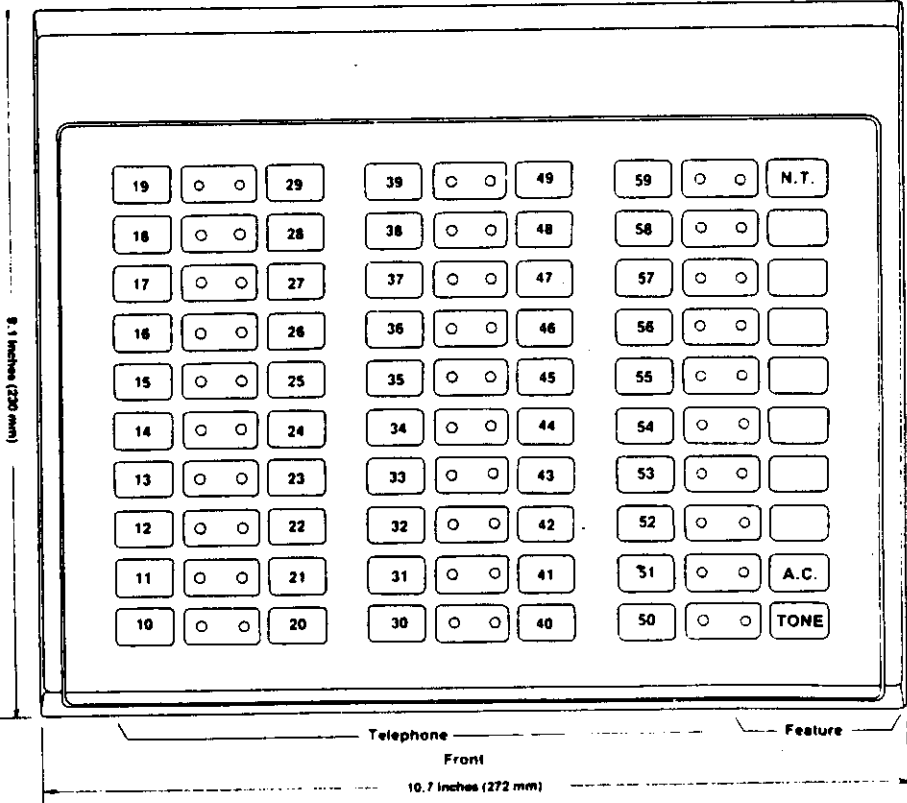 19 29 39 49 59 N.T.
18 28 38 48 58
17 27 37 47 57
16 26 36 46 56
15 25 35 45 55
14 24 34 44 54
13 23 33 43 53
12 22 32 42 52
11 21 31 41 51 A.C.
10 20 30 40 50 TONE
9.1 inches (230 mm)
Telephone Feature
Front
10.7 inches (272 mm)